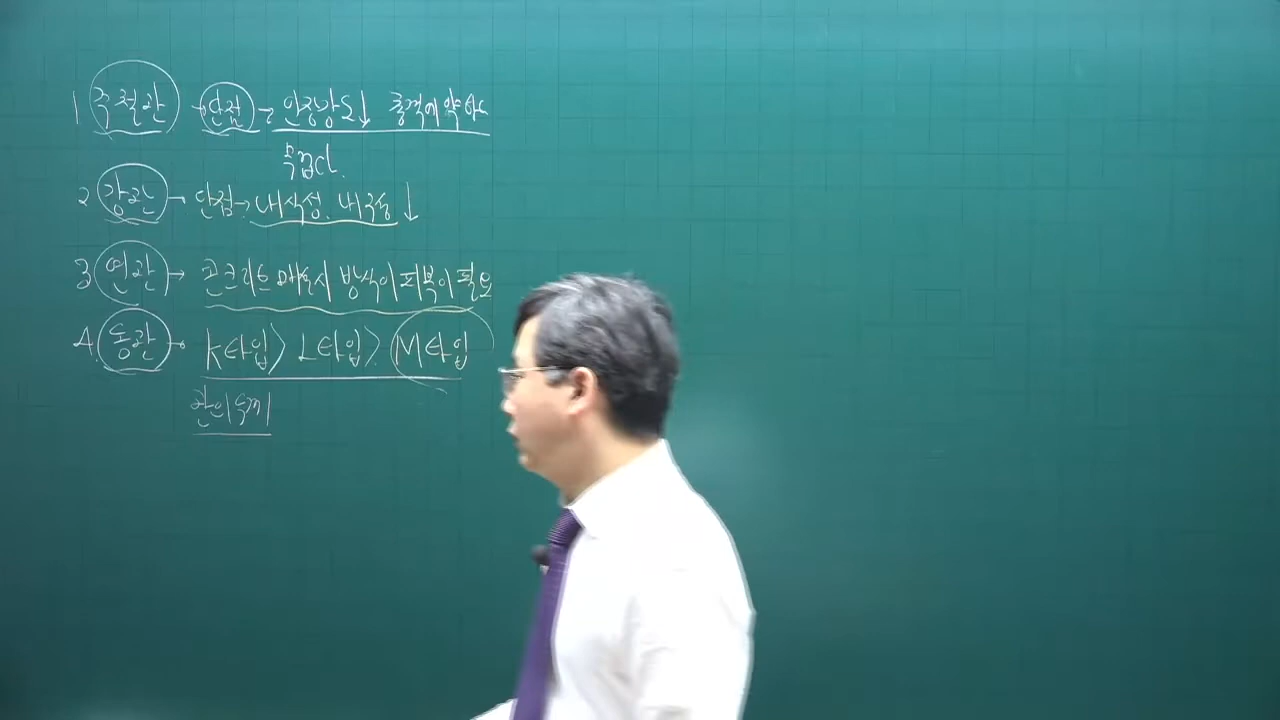 1 주철관 → 단점 → 인장강도↓ 충격에 약하다
무겁다.
2 강관 → 단점 → 내식성, 내구성 ↓
3 연관 → 콘크리트 매설시 방식이 피복이 필요
4. 동관 → K타입 > L타입 > M타입
관의 두께